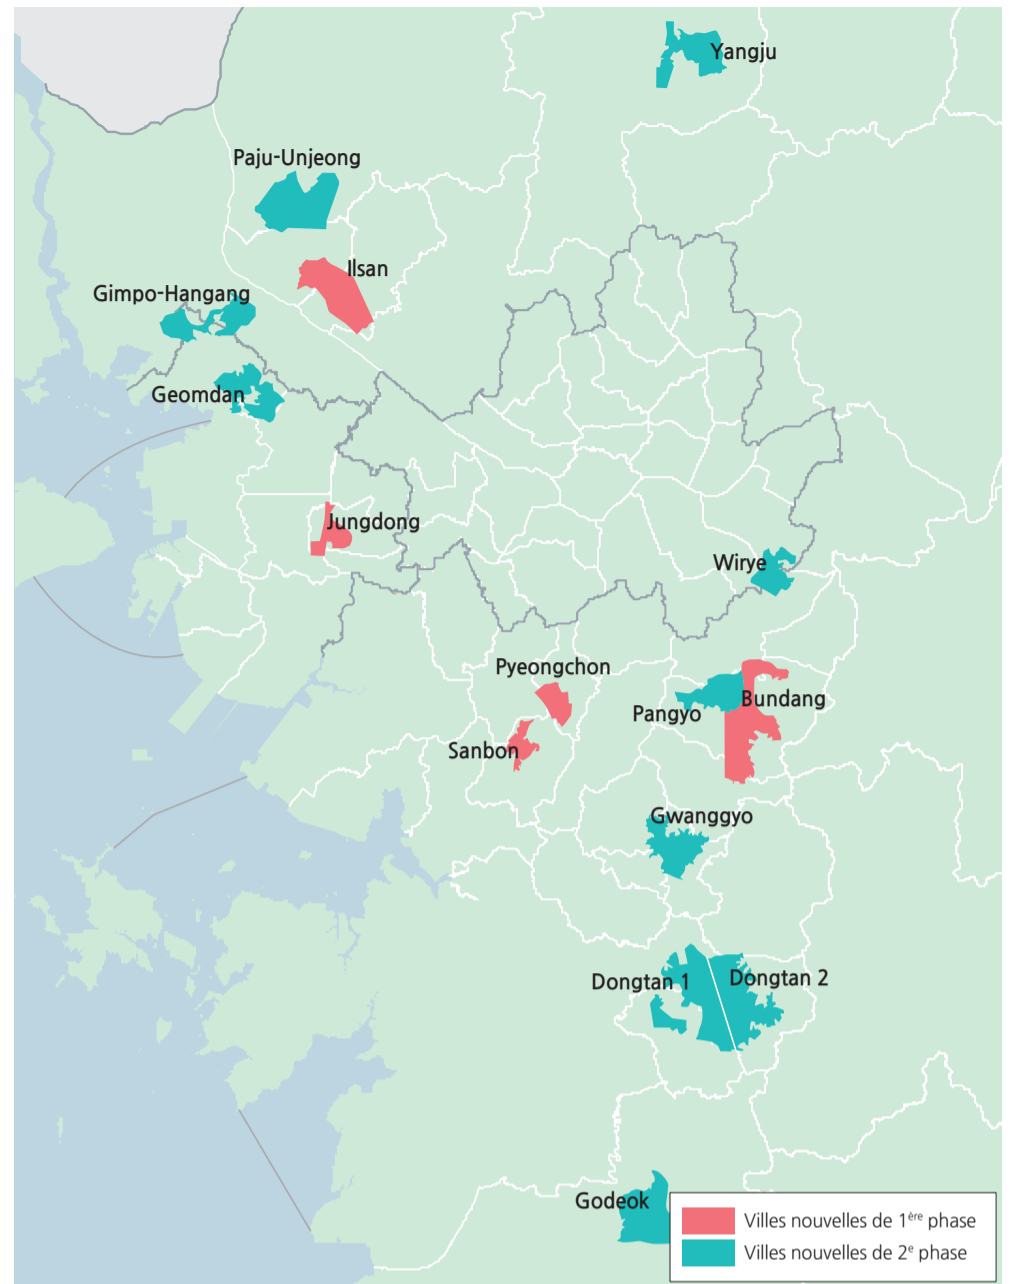 Yangju
Paju-Unjeong
Ilsan
Gimpo-Hangang
Geomdan
Jungdong
Wirye
Pyeongchon
Bundang
Pangyo
Sanbon
Gwanggyo
Dongtan 1
Dongtan 2
Godeok
Villes nouvelles de 1ère phase
Villes nouvelles de 2e phase